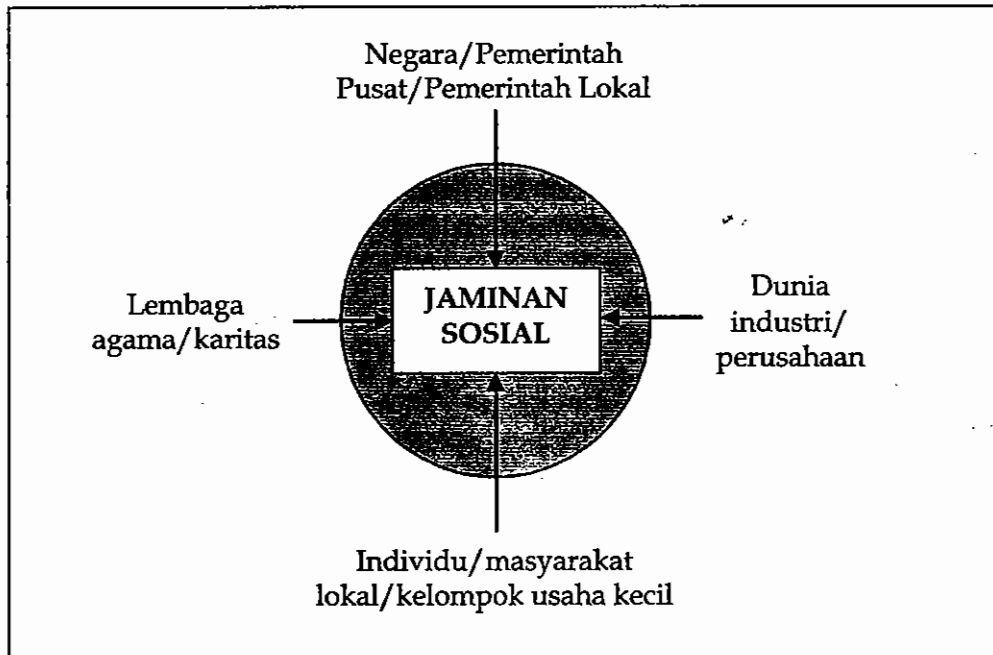 Negara/Pemerintah
Pusat/Pemerintah Lokal
Lembaga
agama/karitas
JAMINAN
SOSIAL
Dunia
industri/
perusahaan
Individu/masyarakat
lokal/kelompok usaha kecil